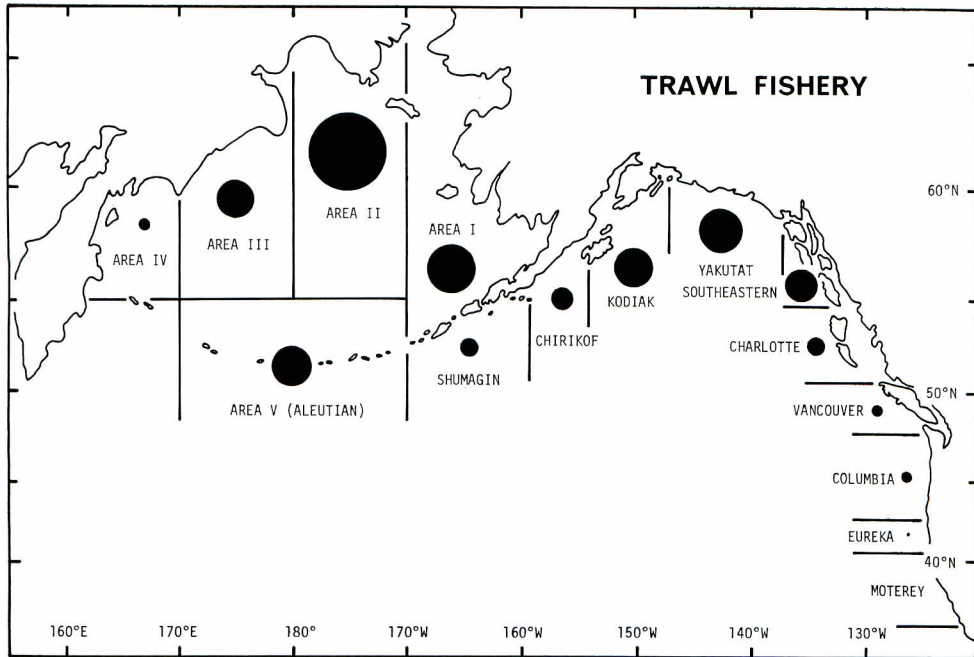 TRAWL FISHERY
60°N
AREA II
AREA I
AREA III
AREA IV
YAKUTAT
SOUTHEASTERN
KODIAK
CHIRIKOF
CHARLOTTE
SHUMAGIN
50°N
AREA V (ALEUTIAN)
VANCOUVER
COLUMBIA
EUREKA
40°N
MOTEREY
160°E 170°E 180° 170°W 160°W 150°W 140°W 130°W